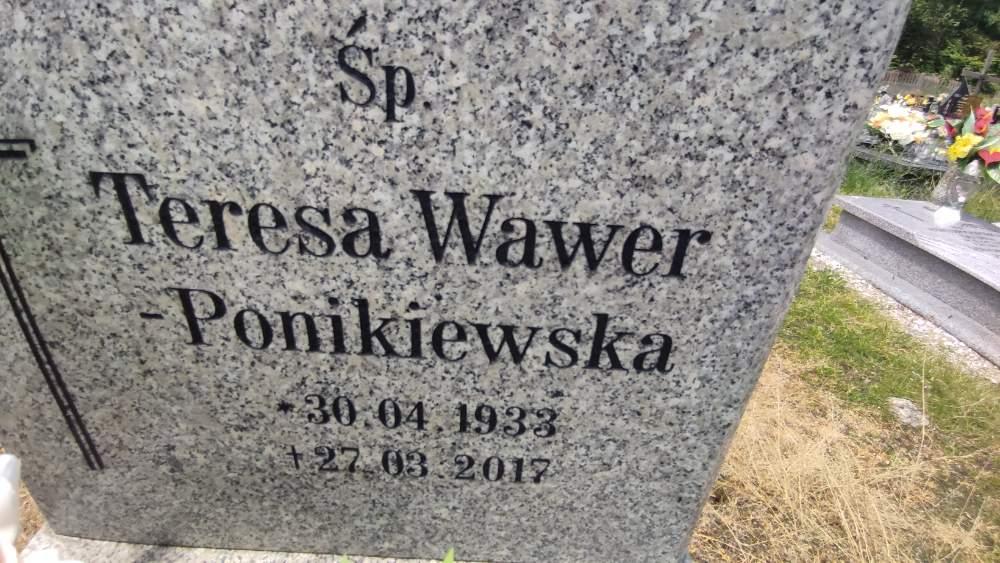 Śp.
Teresa Wawer
-Ponikiewska
* 30.04.1933
† 27.03.2017